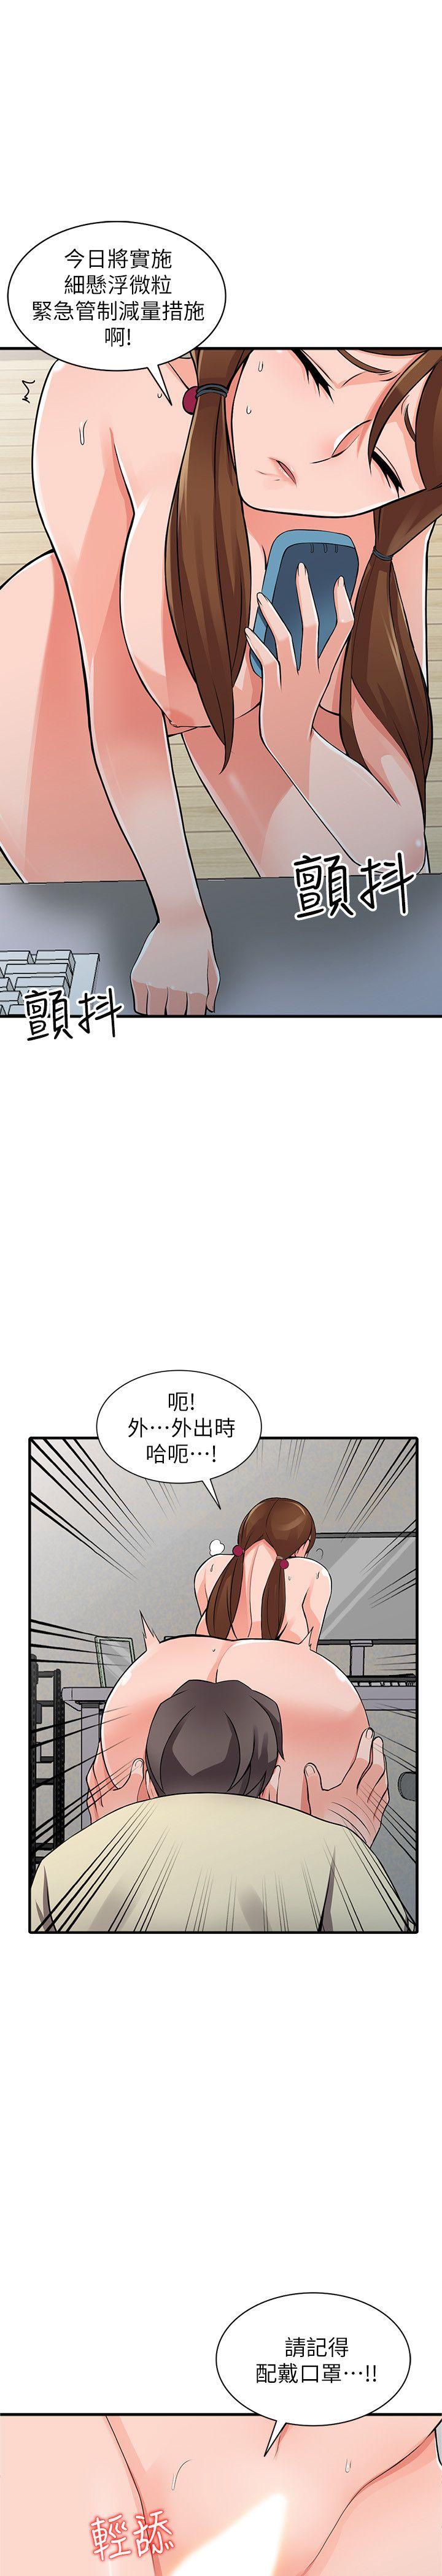 今日將實施
細懸浮微粒
緊急管制減量措施
啊!
顫抖
顫抖
呃!
外⋯外出時
哈呃⋯!
請記得
配戴口罩⋯!!
輕舔